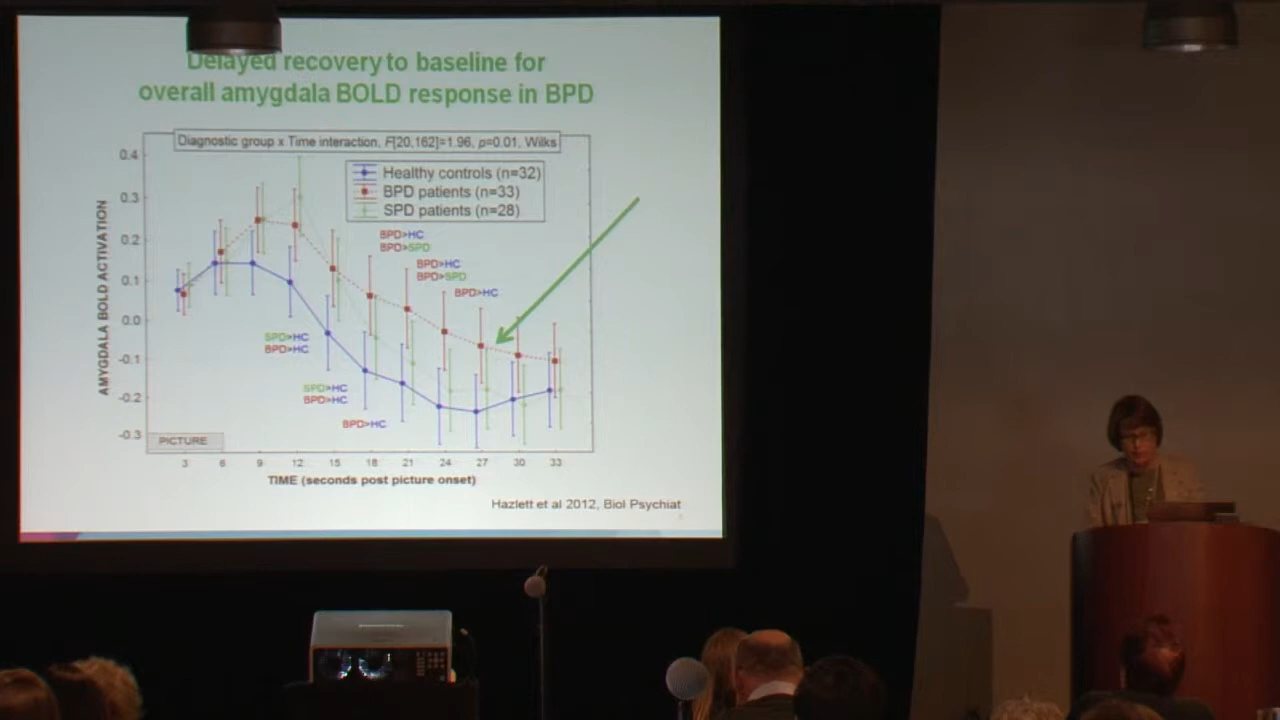 Delayed recovery to baseline for
overall amygdala BOLD response in BPD
Diagnostic group x Time interaction, F[20,162]=1.96, p=0.01, Wilks
Healthy controls (n=32)
BPD patients (n=33)
SPD patients (n=28)
AMYGDALA BOLD ACTIVATION
0.4
0.3
0.2
0.1
0.0
-0.1
-0.2
-0.3
BPD>HC
BPD>SPD
BPD>HC
BPD>SPD
BPD>HC
SPD>HC
BPD>HC
SPD>HC
BPD>HC
BPD>HC
PICTURE
3 6 9 12 15 18 21 24 27 30 33
TIME (seconds post picture onset)
Hazlett et al 2012, Biol Psychiat